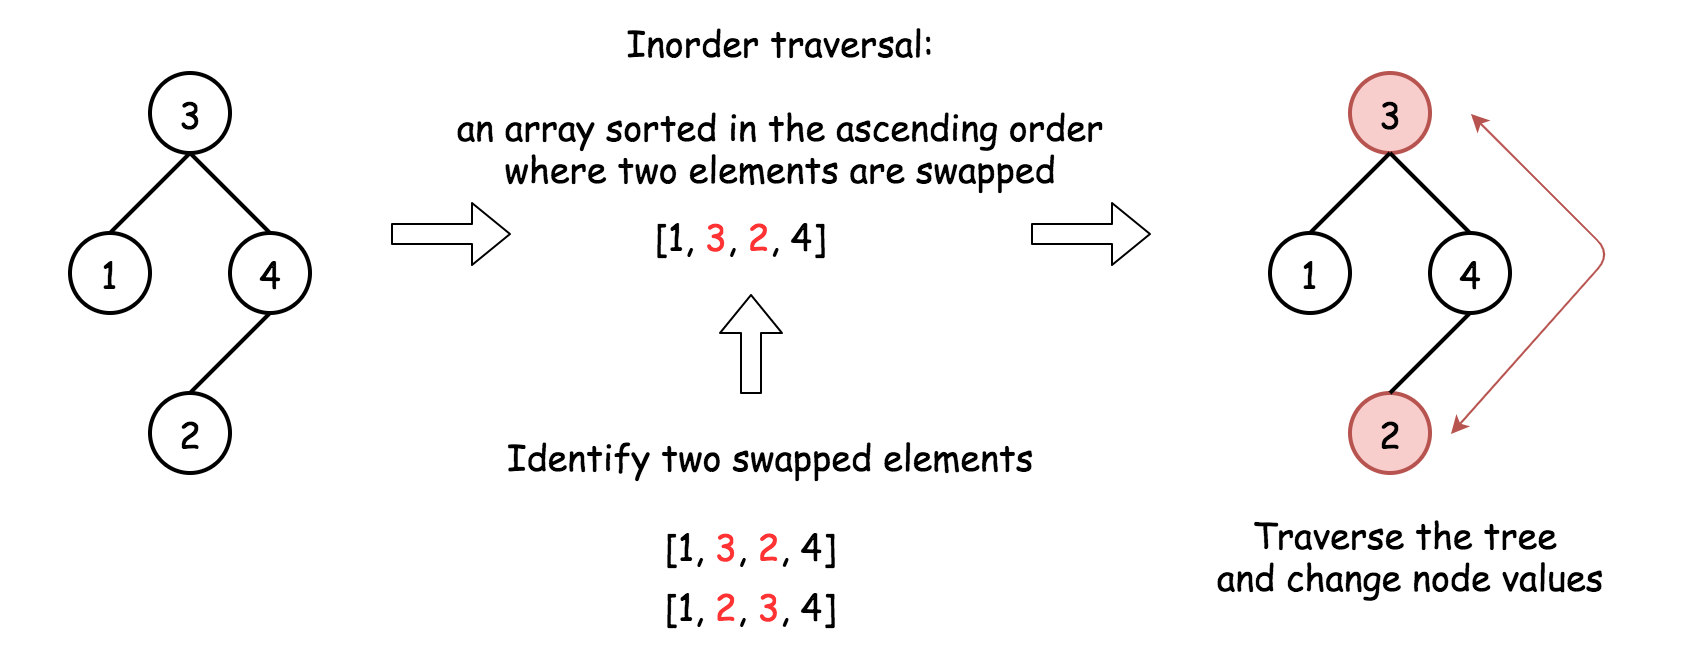 3
1
4
2
Inorder traversal:
an array sorted in the ascending order
where two elements are swapped
[1, 3, 2, 4]
Identify two swapped elements
[1, 3, 2, 4]
[1, 2, 3, 4]
3
1
4
2
Traverse the tree
and change node values